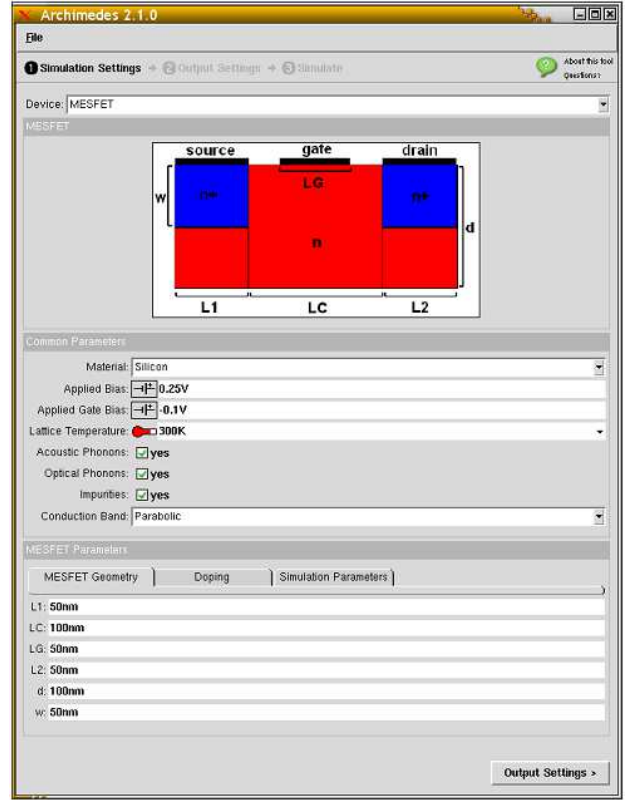 Archimedes 2.1.0
File
1 Simulation Settings → 2 Output Settings → 3 Simulate
About this tool
Questions?
Device: MESFET
MESFET
source gate drain
LG
w n+ n+
d
n
L1 LC L2
Common Parameters
Material: Silicon
Applied Bias: 0.25V
Applied Gate Bias: -0.1V
Lattice Temperature: 300K
Acoustic Phonons: yes
Optical Phonons: yes
Impurities: yes
Conduction Band: Parabolic
MESFET Parameters
MESFET Geometry Doping Simulation Parameters
L1: 50nm
LC: 100nm
LG: 50nm
L2: 50nm
d: 100nm
w: 50nm
Output Settings >